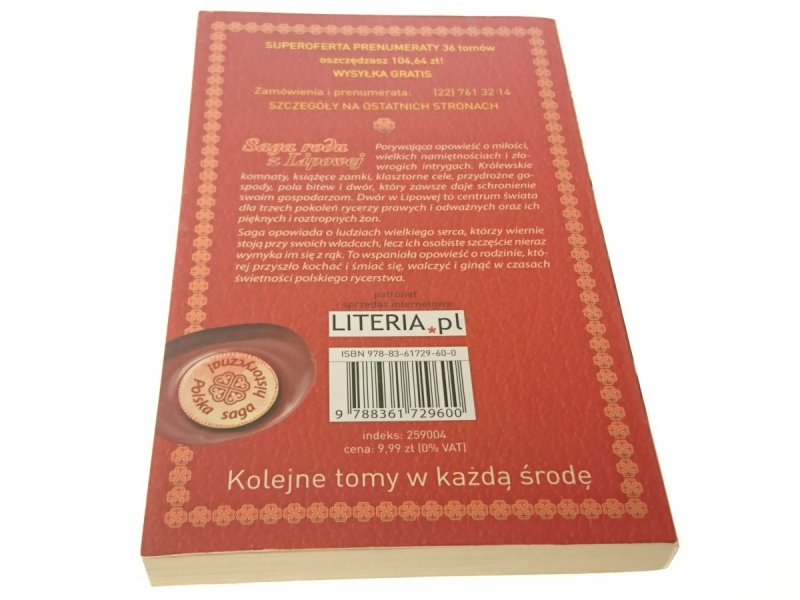 SUPEROFERTA PRENUMERATY 36 tomów
oszczędzasz 104,64 zł!
WYSYŁKA GRATIS
Zamówienia i prenumerata: (22) 761 32 14
SZCZEGÓŁY NA OSTATNICH STRONACH
Saga rodu
z Lipowej
Porywająca opowieść o miłości,
wielkich namiętnościach i zło-
wrogich intrygach. Królewskie
komnaty, książęce zamki, klasztorne cele, przydrożne go-
spody, pola bitew i dwór, który zawsze daje schronienie
swoim gospodarzom. Dwór w Lipowej to centrum świata
dla trzech pokoleń rycerzy prawych i odważnych oraz ich
pięknych i roztropnych żon.
Saga opowiada o ludziach wielkiego serca, którzy wiernie
stoją przy swoich władcach, lecz ich osobiste szczęście nieraz
wymyka im się z rąk. To wspaniała opowieść o rodzinie, któ-
rej przyszło kochać i śmiać się, walczyć i ginąć w czasach
świetności polskiego rycerstwa.
patronat
i sprzedaż internetowa:
LITERIA*pl
ISBN 978-83-61729-60-0
9 788361 729600
indeks: 259004
cena: 9,99 zł (0% VAT)
Polska saga historyczna!
Kolejne tomy w każdą środę